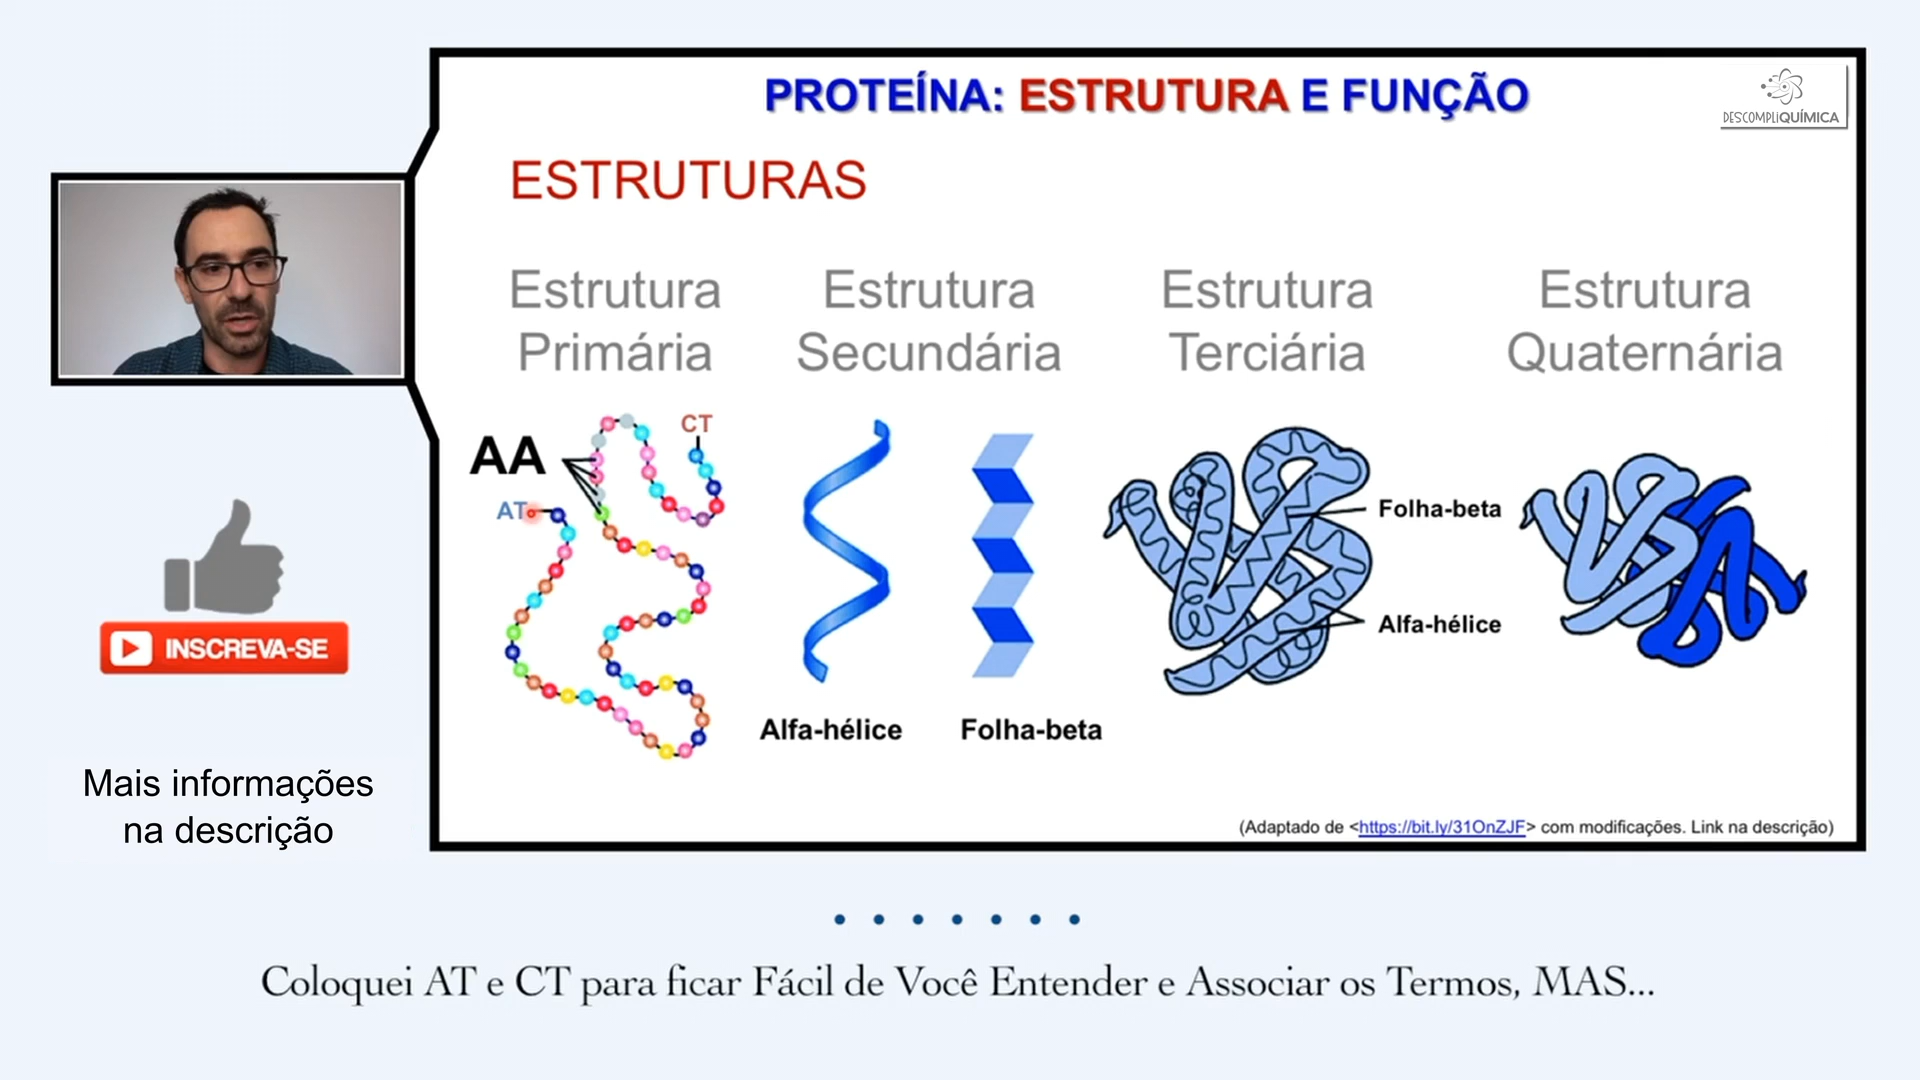 PROTEÍNA: ESTRUTURA E FUNÇÃO
DESCOMPLIQUÍMICA
ESTRUTURAS
Estrutura
Primária
Estrutura
Secundária
Estrutura
Terciária
Estrutura
Quaternária
AA
CT
AT
Alfa-hélice
Folha-beta
Folha-beta
Alfa-hélice
(Adaptado de <https://bit.ly/31OnZJF> com modificações. Link na descrição)
INSCREVA-SE
Mais informações
na descrição
Coloquei AT e CT para ficar Fácil de Você Entender e Associar os Termos, MAS...